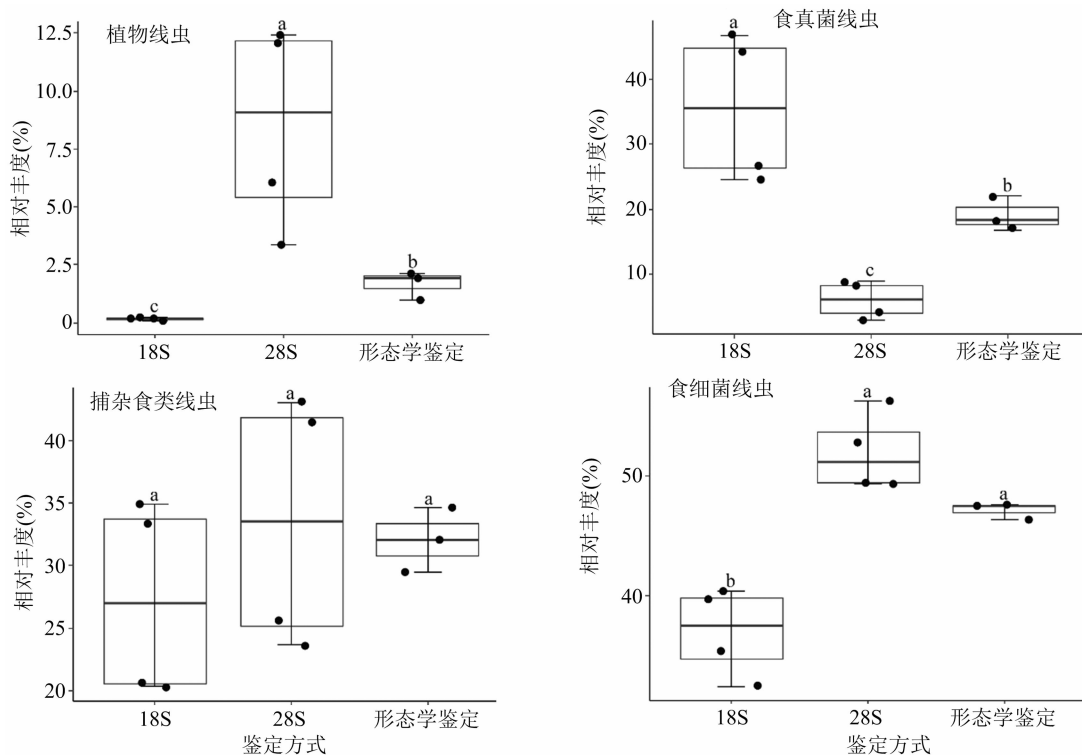 植物线虫
相对丰度(%)
12.5
10.0
7.5
5.0
2.5
0
c
a
b
18S
28S
形态学鉴定
食真菌线虫
相对丰度(%)
40
30
20
10
a
c
b
18S
28S
形态学鉴定
捕杂食类线虫
相对丰度(%)
40
35
30
25
20
a
a
a
18S
28S
形态学鉴定
鉴定方式
食细菌线虫
相对丰度(%)
50
40
b
a
a
18S
28S
形态学鉴定
鉴定方式